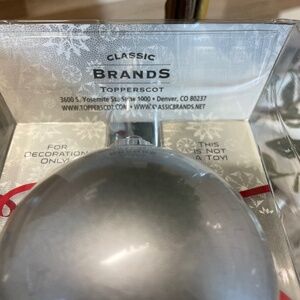 CLASSIC
BRANDS
TOPPERSCOT
3600 S. Yosemite St., Suite 1000 • Denver, CO 80237
WWW.TOPPERSCOT.COM • WWW.CLASSICBRANDS.NET
FOR
DECORATION
ONLY!
THIS
IS NOT
A TOY!